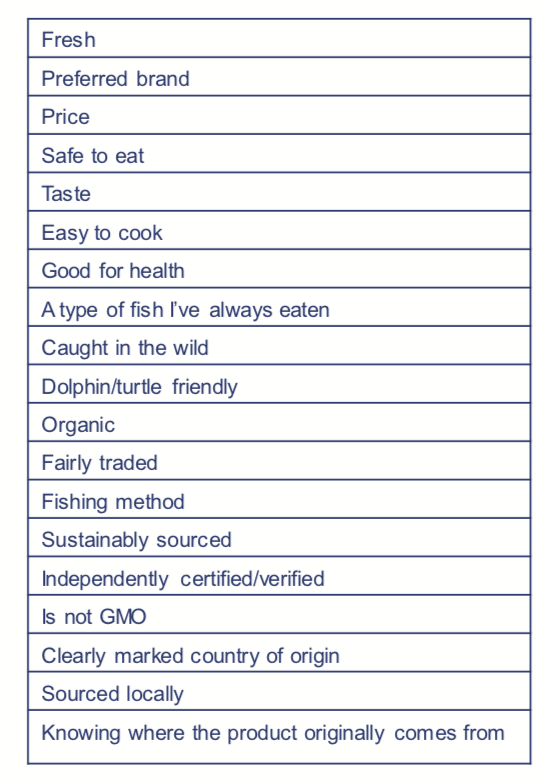 Fresh
Preferred brand
Price
Safe to eat
Taste
Easy to cook
Good for health
A type of fish I've always eaten
Caught in the wild
Dolphin/turtle friendly
Organic
Fairly traded
Fishing method
Sustainably sourced
Independently certified/verified
Is not GMO
Clearly marked country of origin
Sourced locally
Knowing where the product originally comes from